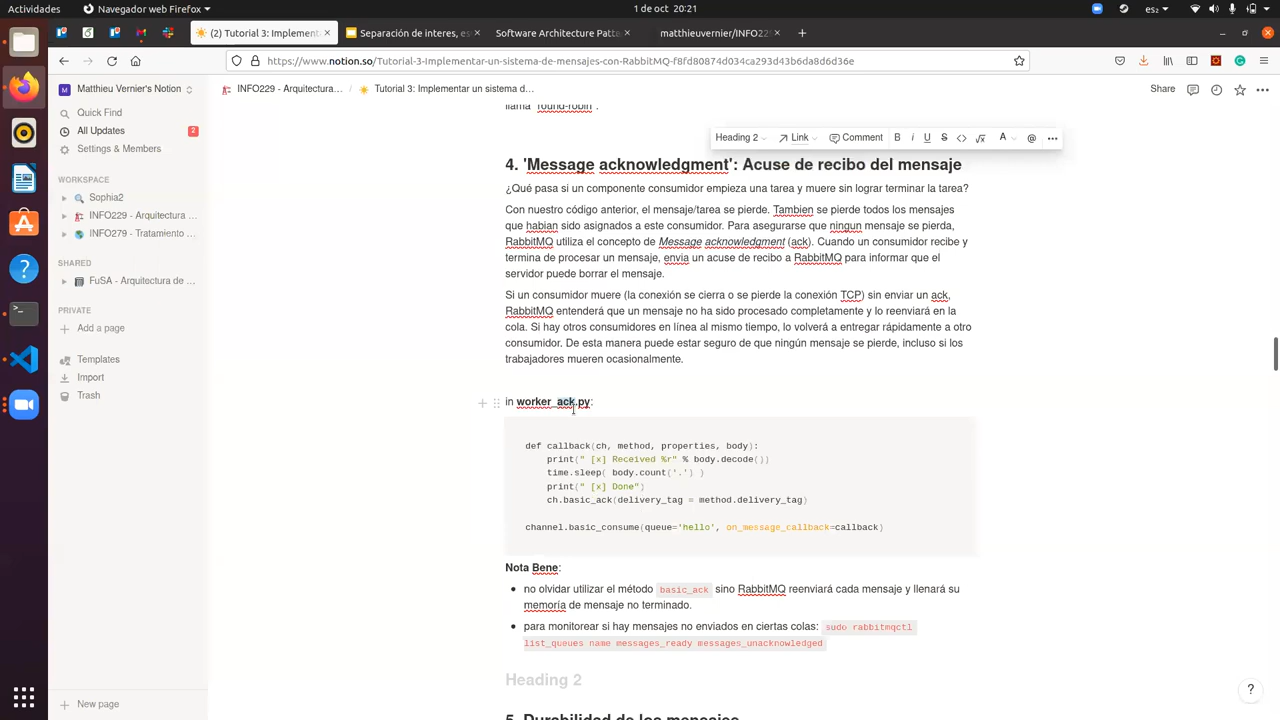 Actividades
Navegador web Firefox
1 de oct 20:21
es₂
(2) Tutorial 3: Implement
Separación de interes, es
Software Architecture Patte
matthieuvernier/INFO22
https://www.notion.so/Tutorial-3-Implementar-un-sistema-de-mensajes-con-RabbitMQ-f8fd80874d034ca293d43b6da8d6d36e
Matthieu Vernier's Notion
INFO229 - Arquitectura…
/
Tutorial 3: Implementar un sistema d…
Share
Quick Find
All Updates
2
Settings & Members
WORKSPACE
Sophia2
INFO229 - Arquitectura …
INFO279 - Tratamiento …
SHARED
FuSA - Arquitectura de …
PRIVATE
Add a page
Templates
Import
Trash
New page
llama "round-robin".
Heading 2
Link
Comment
B
i
U
S
<>
√x
A
@
•••
4. 'Message acknowledgment': Acuse de recibo del mensaje
¿Qué pasa si un componente consumidor empieza una tarea y muere sin lograr terminar la tarea?
Con nuestro código anterior, el mensaje/tarea se pierde. Tambien se pierde todos los mensajes
que habian sido asignados a este consumidor. Para asegurarse que ningun mensaje se pierda,
RabbitMQ utiliza el concepto de Message acknowledgment (ack). Cuando un consumidor recibe y
termina de procesar un mensaje, envia un acuse de recibo a RabbitMQ para informar que el
servidor puede borrar el mensaje.
Si un consumidor muere (la conexión se cierra o se pierde la conexión TCP) sin enviar un ack,
RabbitMQ entenderá que un mensaje no ha sido procesado completamente y lo reenviará en la
cola. Si hay otros consumidores en línea al mismo tiempo, lo volverá a entregar rápidamente a otro
consumidor. De esta manera puede estar seguro de que ningún mensaje se pierde, incluso si los
trabajadores mueren ocasionalmente.
in worker_ack.py:
def callback(ch, method, properties, body):
print(" [x] Received %r" % body.decode())
time.sleep( body.count('.') )
print(" [x] Done")
ch.basic_ack(delivery_tag = method.delivery_tag)
channel.basic_consume(queue='hello', on_message_callback=callback)
Nota Bene:
no olvidar utilizar el método basic_ack sino RabbitMQ reenviará cada mensaje y llenará su
memoría de mensaje no terminado.
para monitorear si hay mensajes no enviados en ciertas colas: sudo rabbitmqctl
list_queues name messages_ready messages_unacknowledged
Heading 2
5. Durabilidad de los mensajes
?